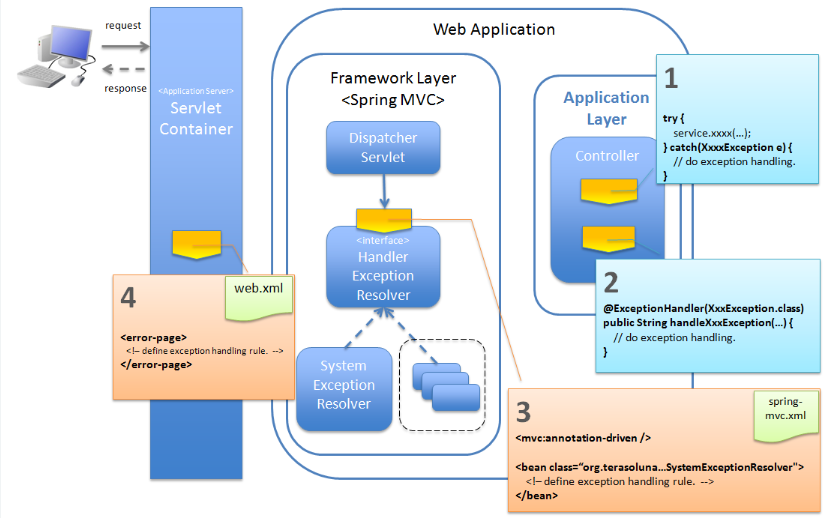 request
response
<Application Server>
Servlet
Container
Web Application
Framework Layer
<Spring MVC>
Dispatcher
Servlet
<interface>
Handler
Exception
Resolver
System
Exception
Resolver
Application
Layer
Controller
1
try {
service.xxxx(...);
} catch(XxxxException e) {
// do exception handling.
}
2
@ExceptionHandler(XxxException.class)
public String handleXxxException(...) {
// do exception handling.
}
3
spring-
mvc.xml
<mvc:annotation-driven />
<bean class=“org.terasoluna...SystemExceptionResolver">
<!– define exception handling rule. -->
</bean>
4
web.xml
<error-page>
<!– define exception handling rule. -->
</error-page>